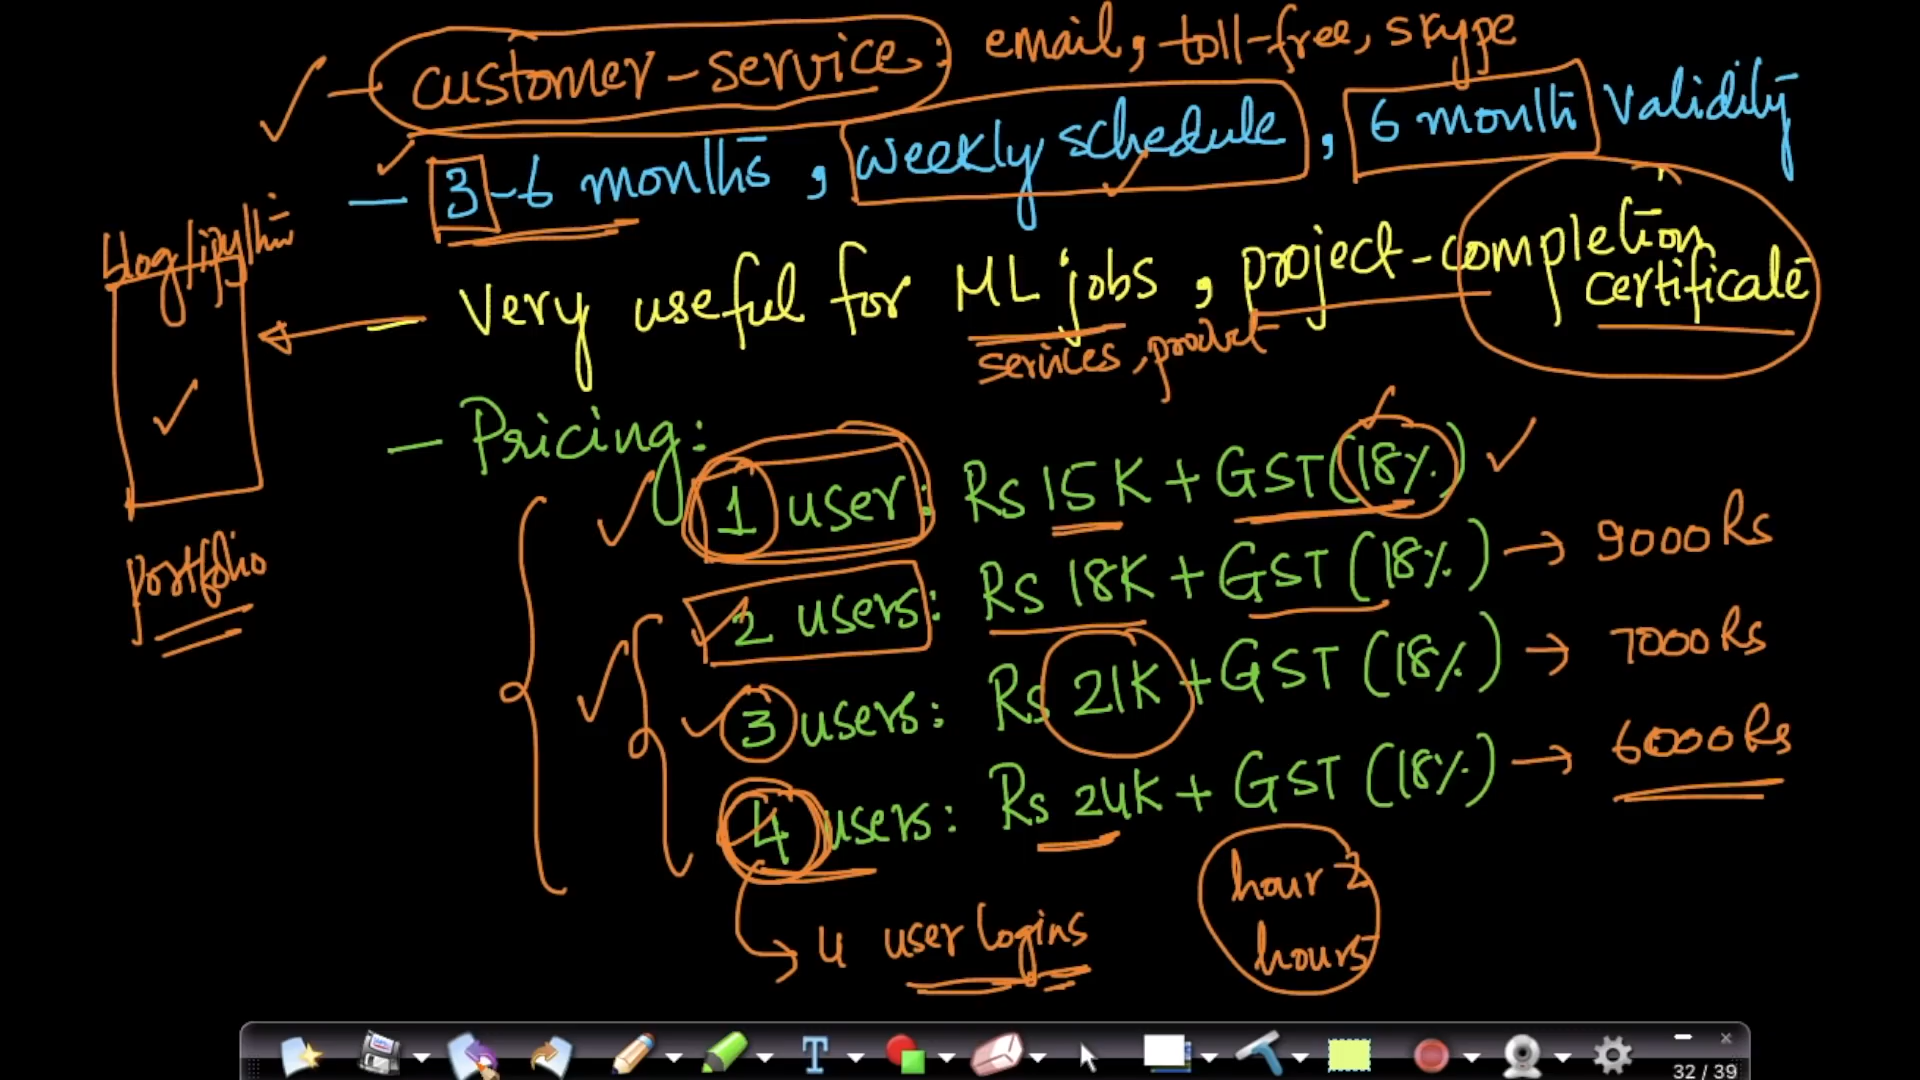 customer-service: email, toll-free, skype
- 3-6 months, weekly schedule, 6 month validity
- Very useful for ML jobs, project-completion certificate
services, product
- Pricing:
1 user: Rs 15K + GST (18%)
2 users: Rs 18K + GST (18%) → 9000 Rs
3 users: Rs 21K + GST (18%) → 7000 Rs
4 users: Rs 24K + GST (18%) → 6000 Rs
4 user logins
hour 2
hours
blog
portfolio
T
32 / 39